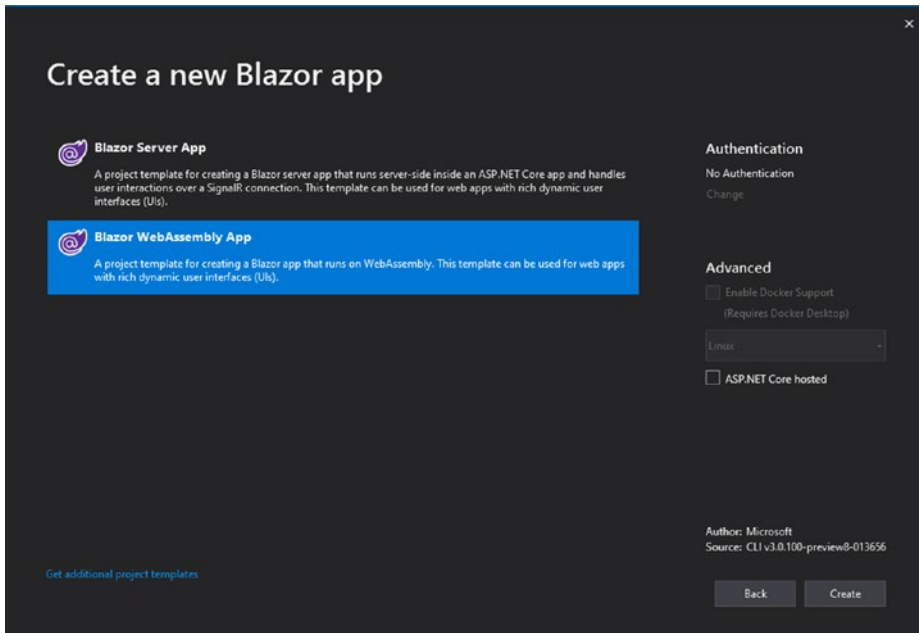 Create a new Blazor app
Blazor Server App
A project template for creating a Blazor server app that runs server-side inside an ASP.NET Core app and handles
user interactions over a SignalR connection. This template can be used for web apps with rich dynamic user
interfaces (UIs).
Blazor WebAssembly App
A project template for creating a Blazor app that runs on WebAssembly. This template can be used for web apps
with rich dynamic user interfaces (UIs).
Get additional project templates
Authentication
No Authentication
Change
Advanced
Enable Docker Support
(Requires Docker Desktop)
Linux
ASP.NET Core hosted
Author: Microsoft
Source: CLI v3.0.100-preview8-013656
Back
Create